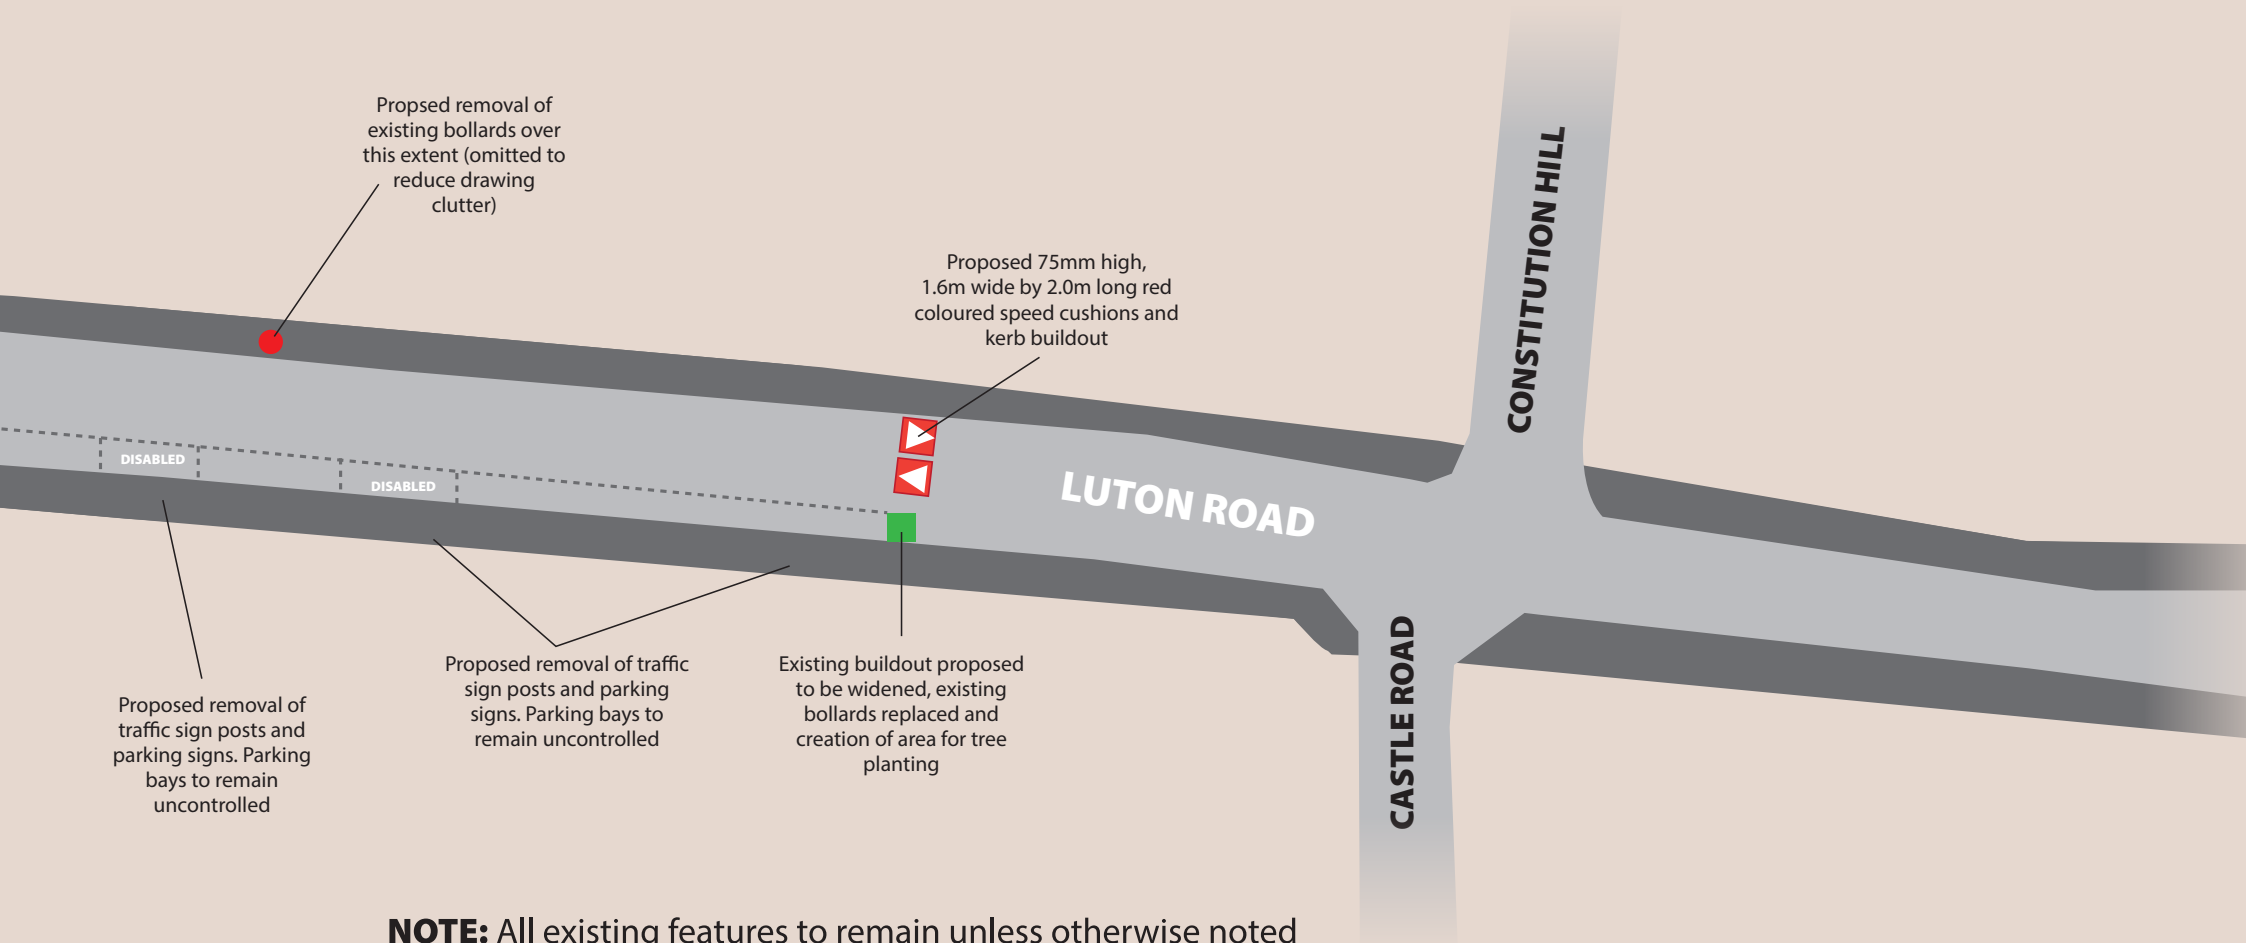 Propsed removal of
existing bollards over
this extent (omitted to
reduce drawing
clutter)
Proposed 75mm high,
1.6m wide by 2.0m long red
coloured speed cushions and
kerb buildout
CONSTITUTION HILL
DISABLED
DISABLED
LUTON ROAD
CASTLE ROAD
Proposed removal of
traffic sign posts and
parking signs. Parking
bays to remain
uncontrolled
Proposed removal of traffic
sign posts and parking
signs. Parking bays to
remain uncontrolled
Existing buildout proposed
to be widened, existing
bollards replaced and
creation of area for tree
planting
NOTE: All existing features to remain unless otherwise noted